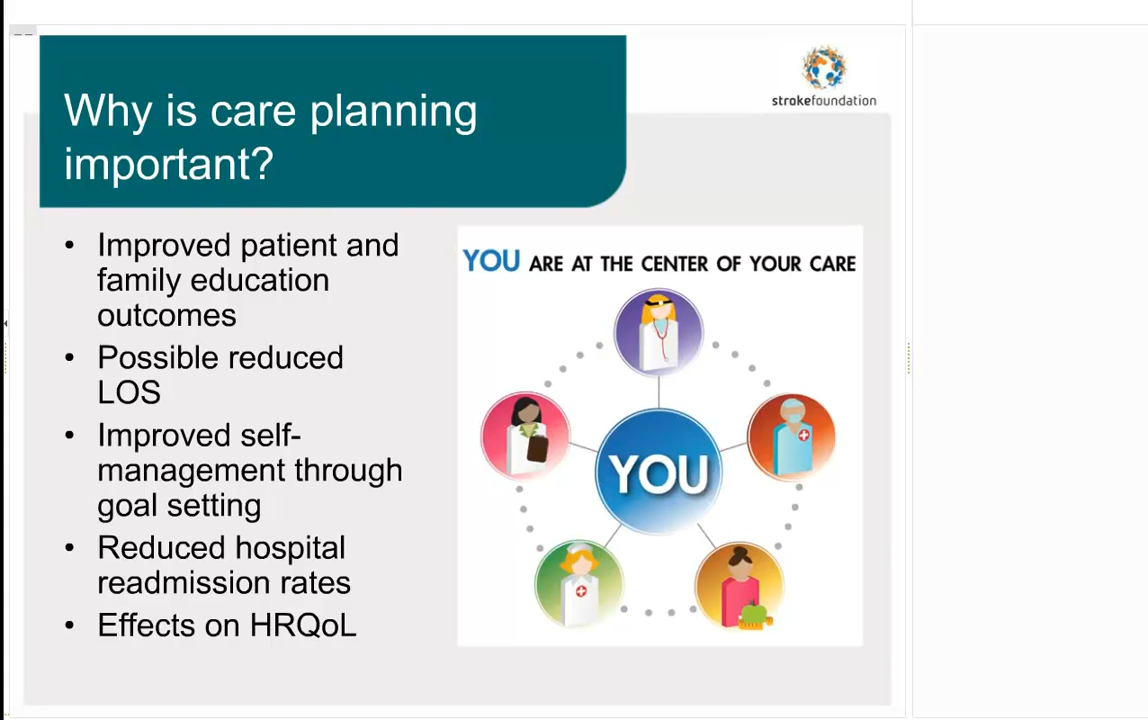 Why is care planning
important?
strokefoundation
• Improved patient and
family education
outcomes
• Possible reduced
LOS
• Improved self-
management through
goal setting
• Reduced hospital
readmission rates
• Effects on HRQoL
YOU ARE AT THE CENTER OF YOUR CARE
YOU